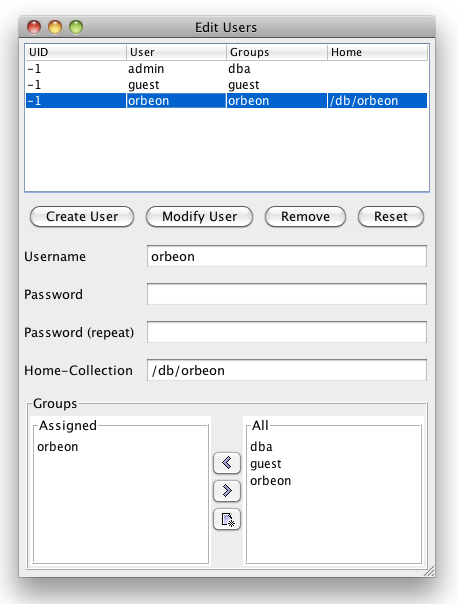 Edit Users
UID User Groups Home
-1 admin dba
-1 guest guest
-1 orbeon orbeon /db/orbeon
Create User Modify User Remove Reset
Username orbeon
Password
Password (repeat)
Home-Collection /db/orbeon
Groups
Assigned
orbeon
All
dba
guest
orbeon